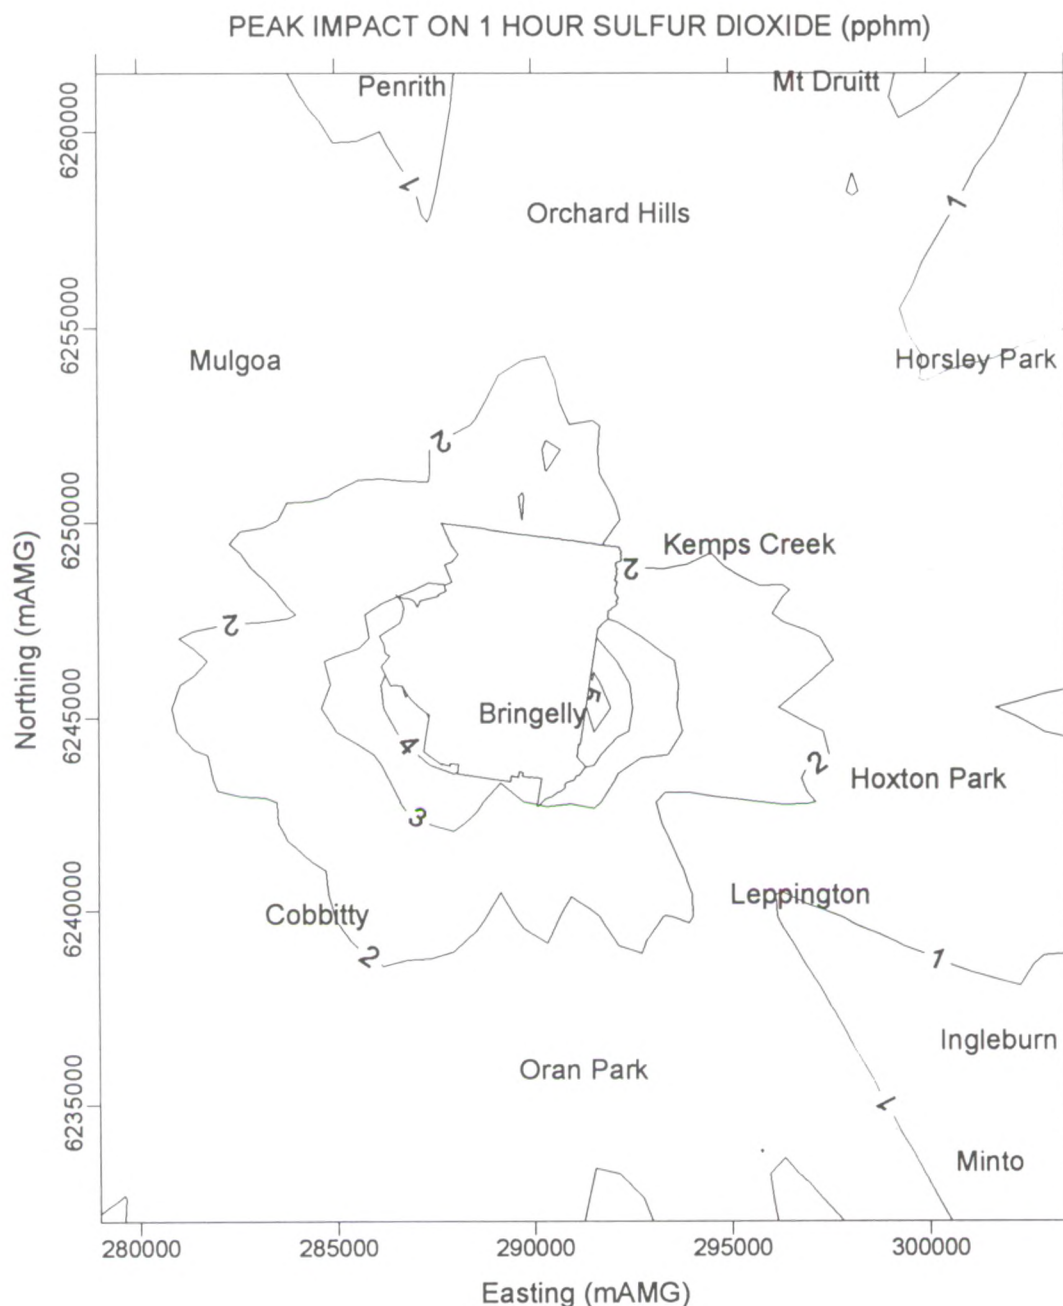 PEAK IMPACT ON 1 HOUR SULFUR DIOXIDE (pphm)
Penrith
Mt Druitt
6260000
1
1
Orchard Hills
6255000
Mulgoa
Horsley Park
2
6250000
Kemps Creek
2
2
Northing (mAMG)
6245000
5
Bringelly
4
2
Hoxton Park
3
6240000
Leppington
Cobbitty
2
1
Ingleburn
Oran Park
6235000
1
Minto
280000 285000 290000 295000 300000
Easting (mAMG)